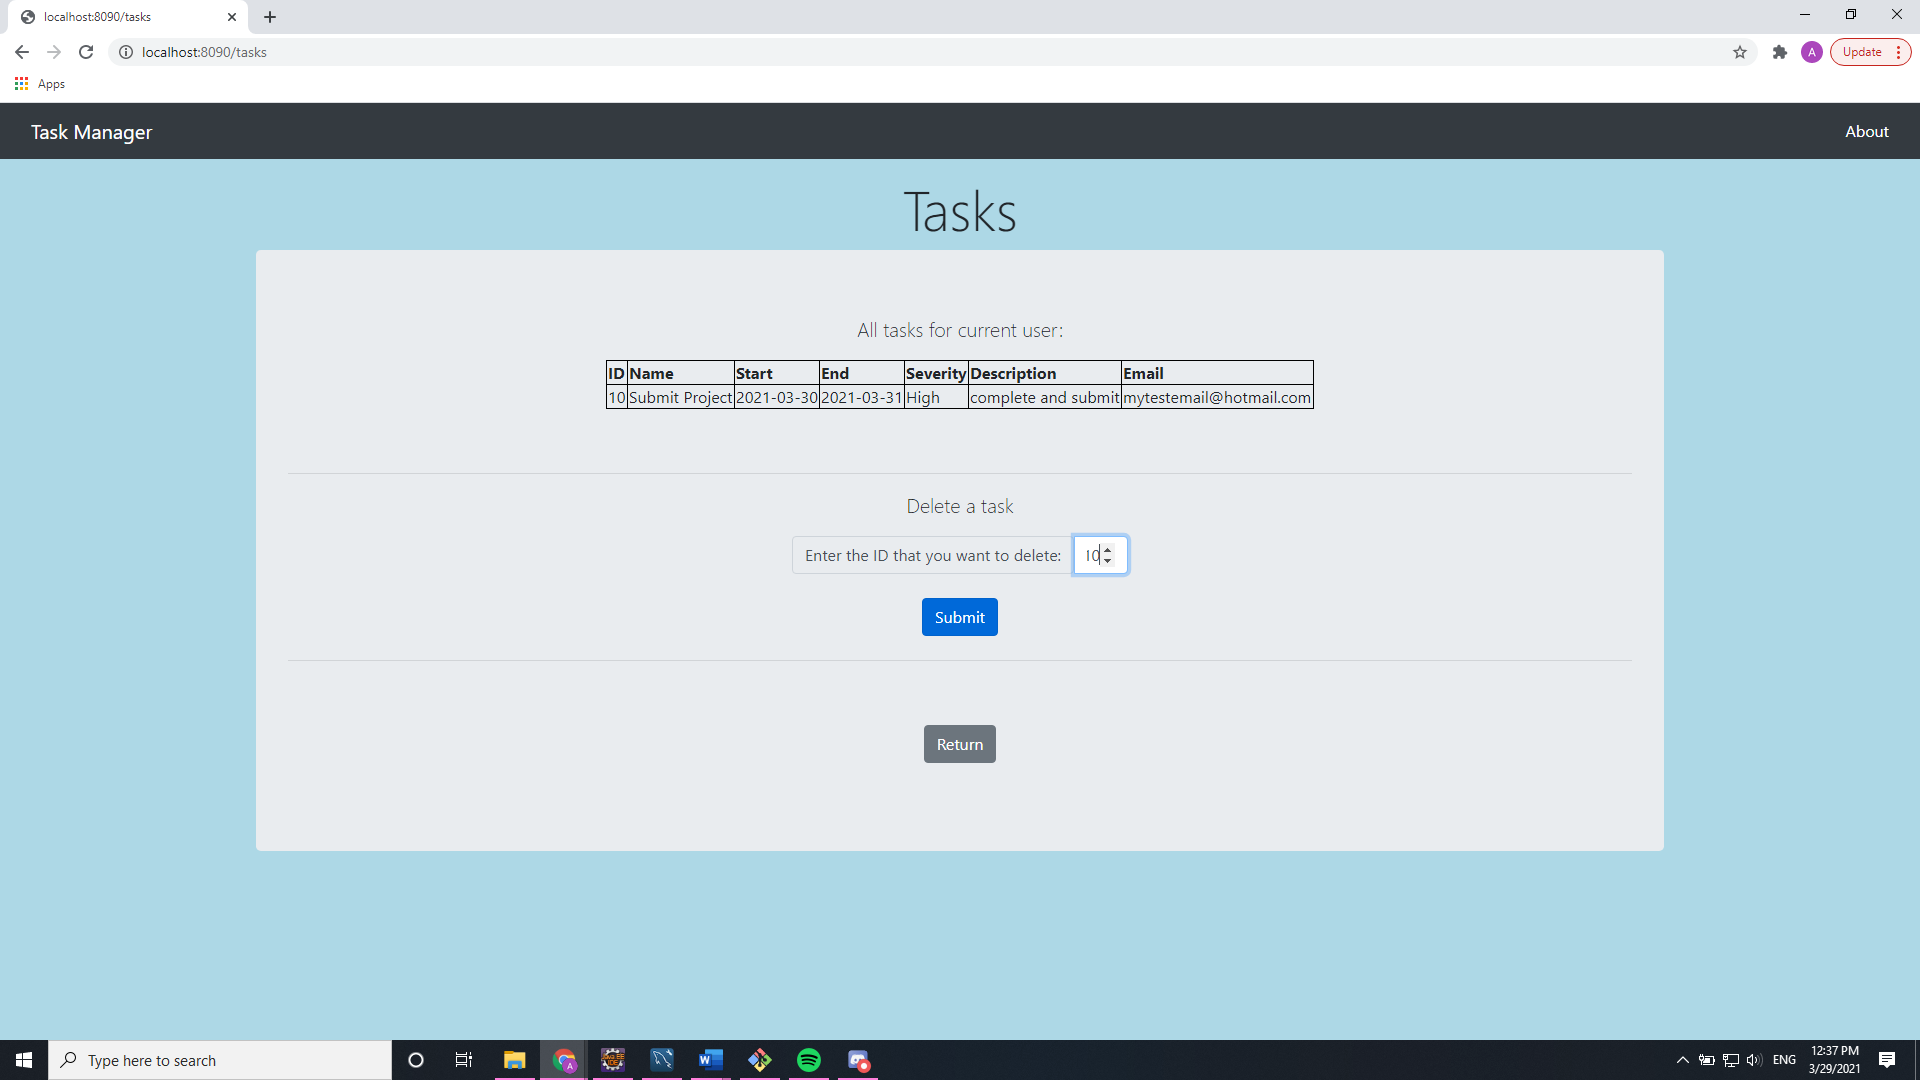 localhost:8090/tasks
localhost:8090/tasks
A
Update
Apps
Task Manager
About
Tasks
All tasks for current user:
ID Name Start End Severity Description Email
10 Submit Project 2021-03-30 2021-03-31 High complete and submit mytestemail@hotmail.com
Delete a task
Enter the ID that you want to delete: 10
Submit
Return
Type here to search
ENG
12:37 PM
3/29/2021